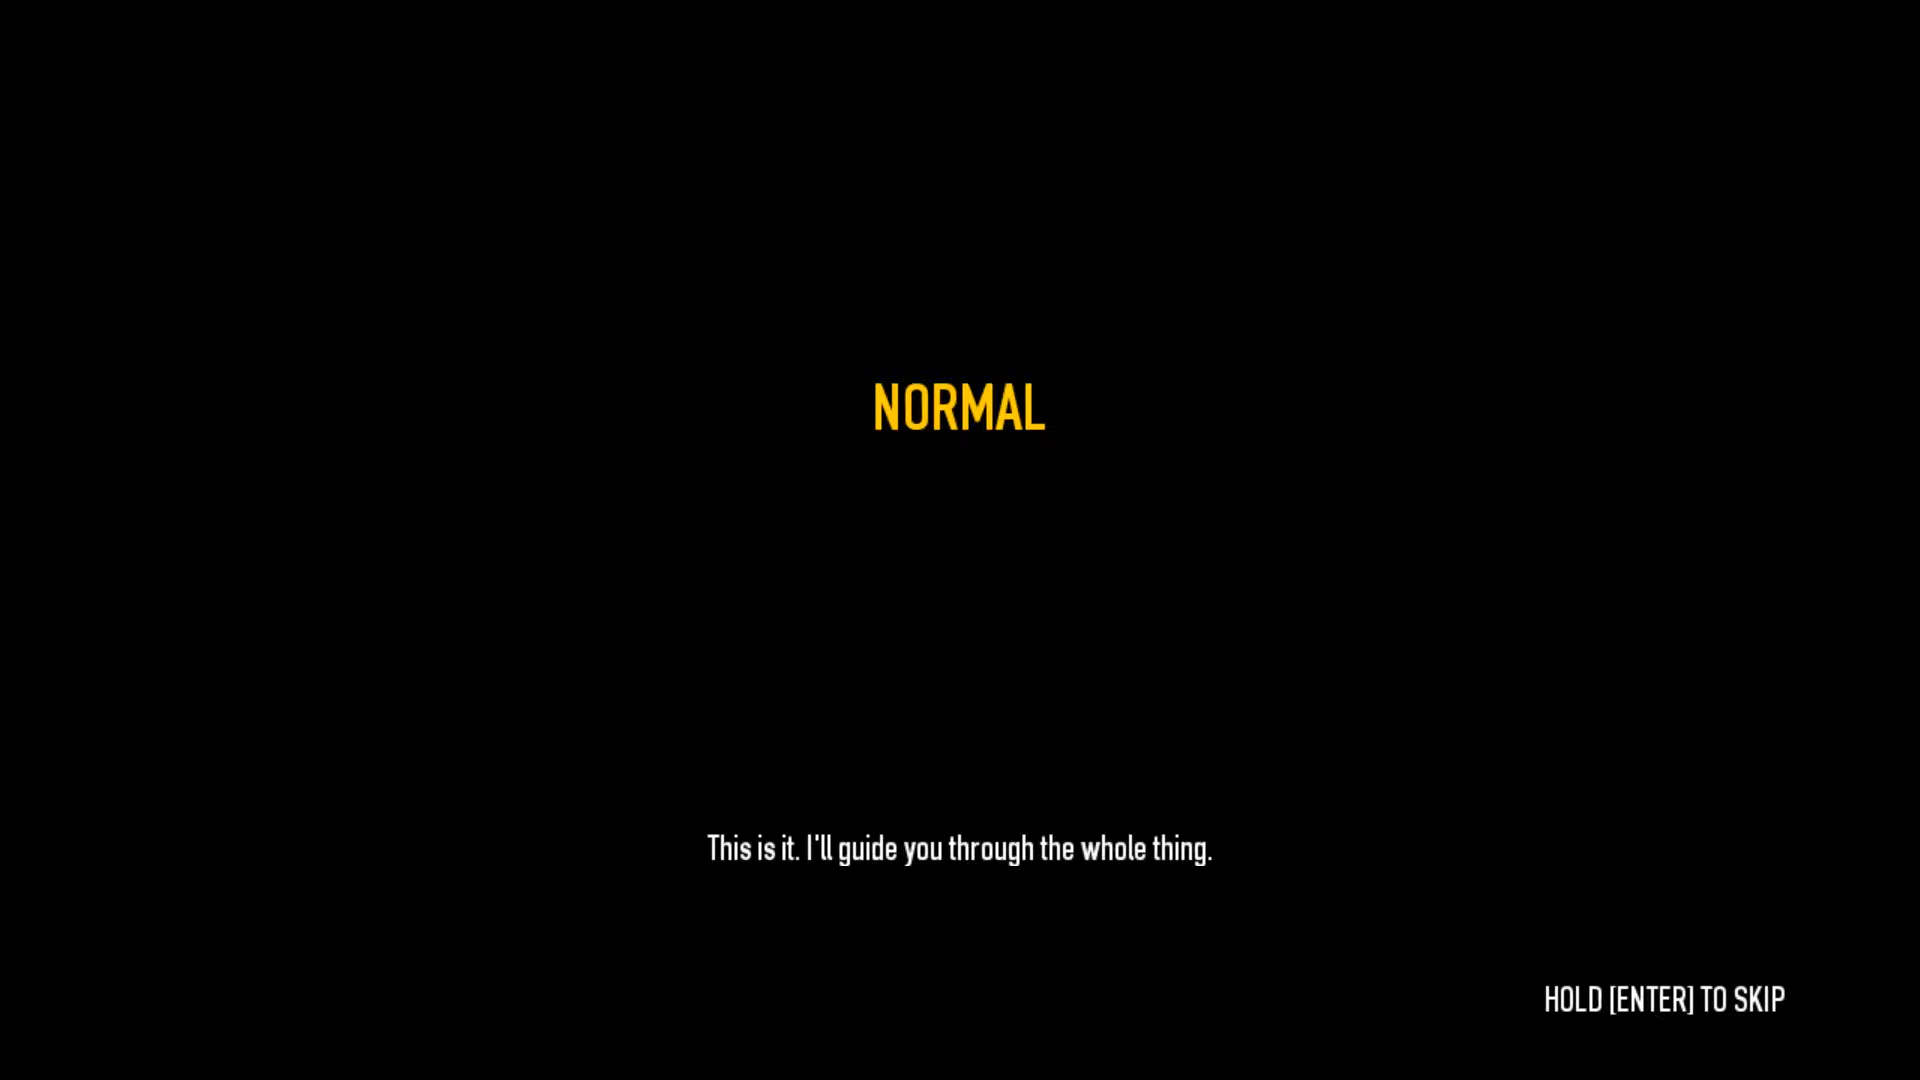 NORMAL
This is it. I'll guide you through the whole thing.
HOLD [ENTER] TO SKIP